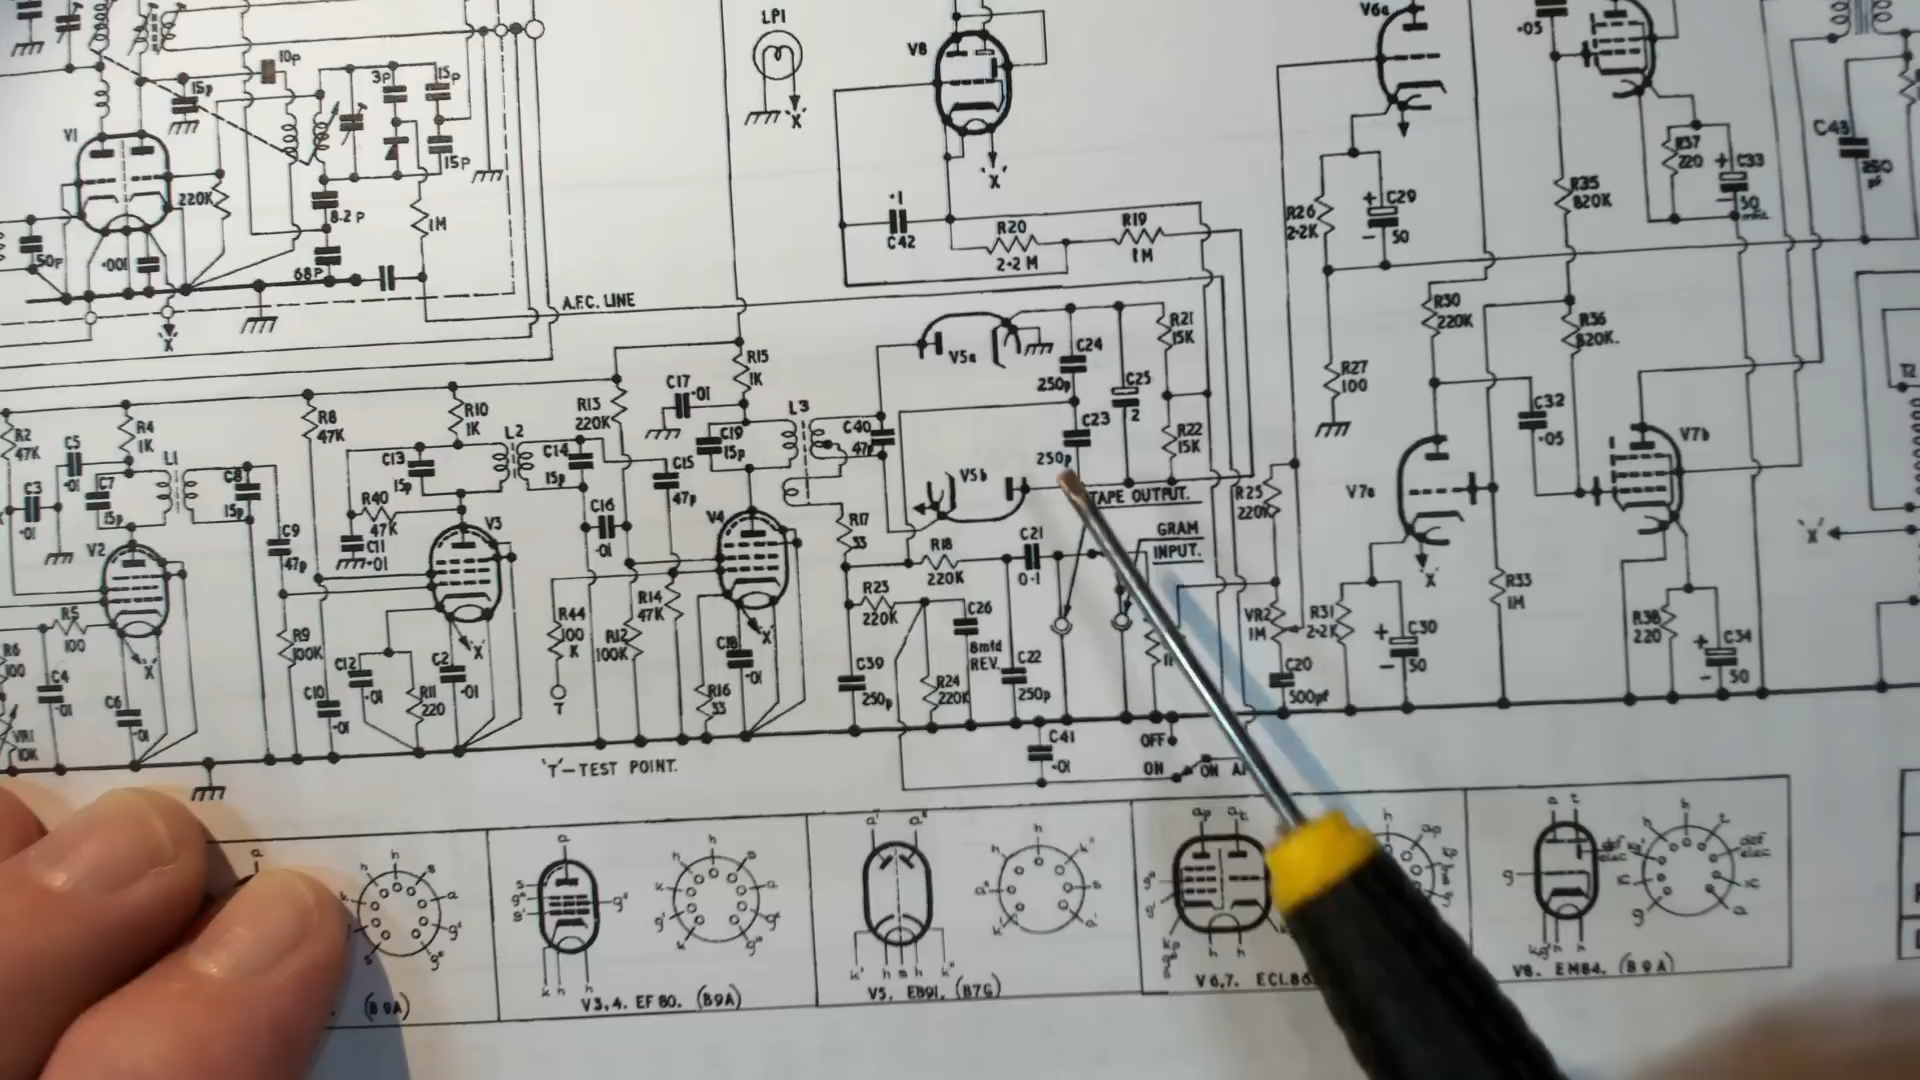 LP1
V8
V6a
·05
10p
15p
3p
15p
V1
15p
'X'
C43
250
p
R37
220
C33
50
220K
8·2 P
1M
'X'
R35
820K
·1
C42
R20
2·2 M
R19
1M
R26
2·2K
C29
50
50p
·001
68P
A.F.C. LINE
'X'
R30
220K
R36
820K.
V5a
C24
250p
R21
15K
R15
1K
C17
·01
C25
2
R27
100
T2
R2
47K
C5
·01
R4
1K
R8
47K
R10
1K
R13
220K
L3
C40
47p
C23
250p
R22
15K
C32
·05
L1
L2
C3
·01
C7
15p
C8
15p
C13
15p
C14
15p
C15
47p
C19
15p
V5b
TAPE OUTPUT.
R25
220K
V7a
V7b
R40
47K
V3
C16
·01
V4
R17
33
C21
0·1
GRAM
INPUT.
'X'
V2
C9
47p
C11
·01
R18
220K
R5
100
R6
100
R9
100K
R44
100
K
R14
47K
R12
100K
'X'
R23
220K
C26
8mfd
REV.
VR2
1M
R31
2·2K
C30
50
R33
1M
R38
220
C34
50
'X'
C4
·01
C6
·01
'X'
C12
·01
C2
·01
C10
·01
R11
220
T
R16
33
C18
·01
C39
250p
R24
220K
C22
250p
C20
500pf
VR1
10K
'T'-TEST POINT.
C41
·01
OFF
ON
ON
V3,4. EF 80. (B9A)
V5. EB91. (B7G)
V6,7. ECL86
V8. EM84. (B9A)
(B9A)